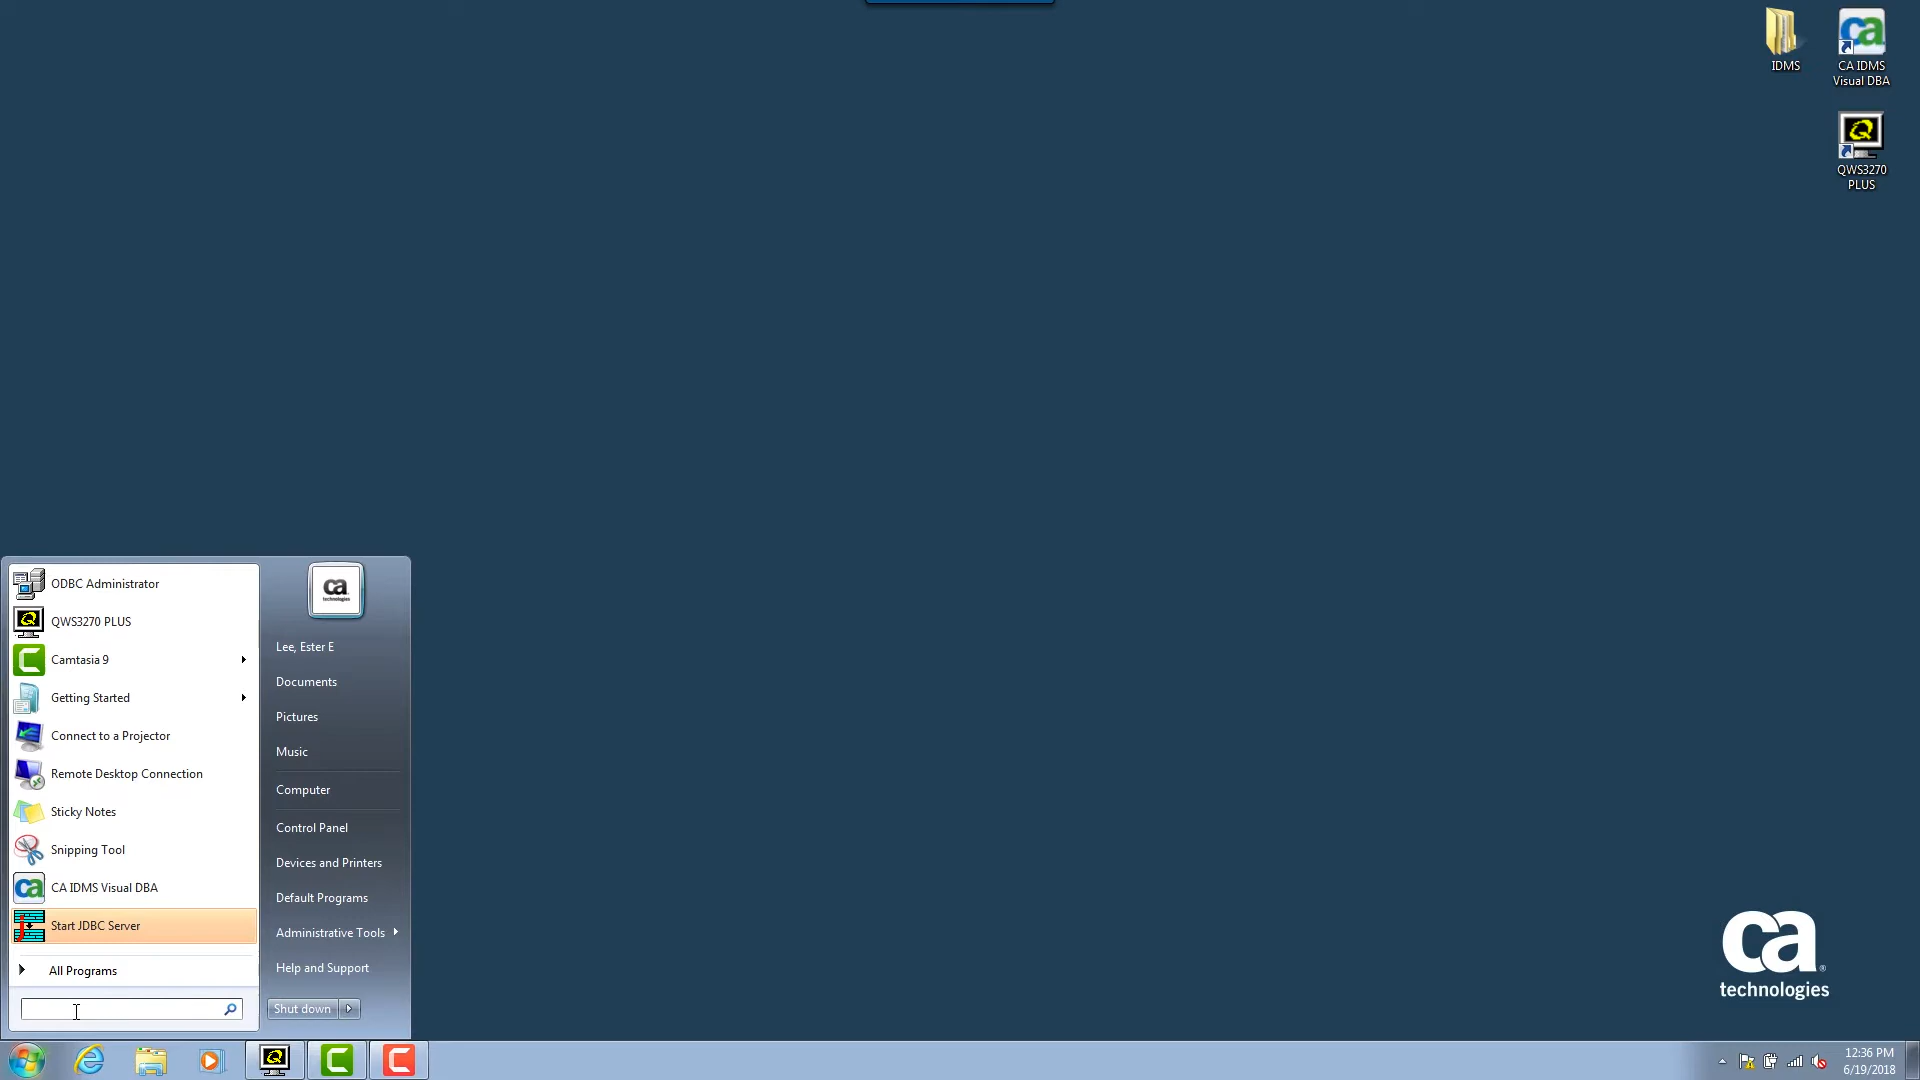 IDMS
CA IDMS
Visual DBA
QWS3270
PLUS
ODBC Administrator
QWS3270 PLUS
Camtasia 9
Getting Started
Connect to a Projector
Remote Desktop Connection
Sticky Notes
Snipping Tool
CA IDMS Visual DBA
Start JDBC Server
All Programs
ca
technologies
Lee, Ester E
Documents
Pictures
Music
Computer
Control Panel
Devices and Printers
Default Programs
Administrative Tools
Help and Support
Shut down
ca
technologies
12:36 PM
6/19/2018